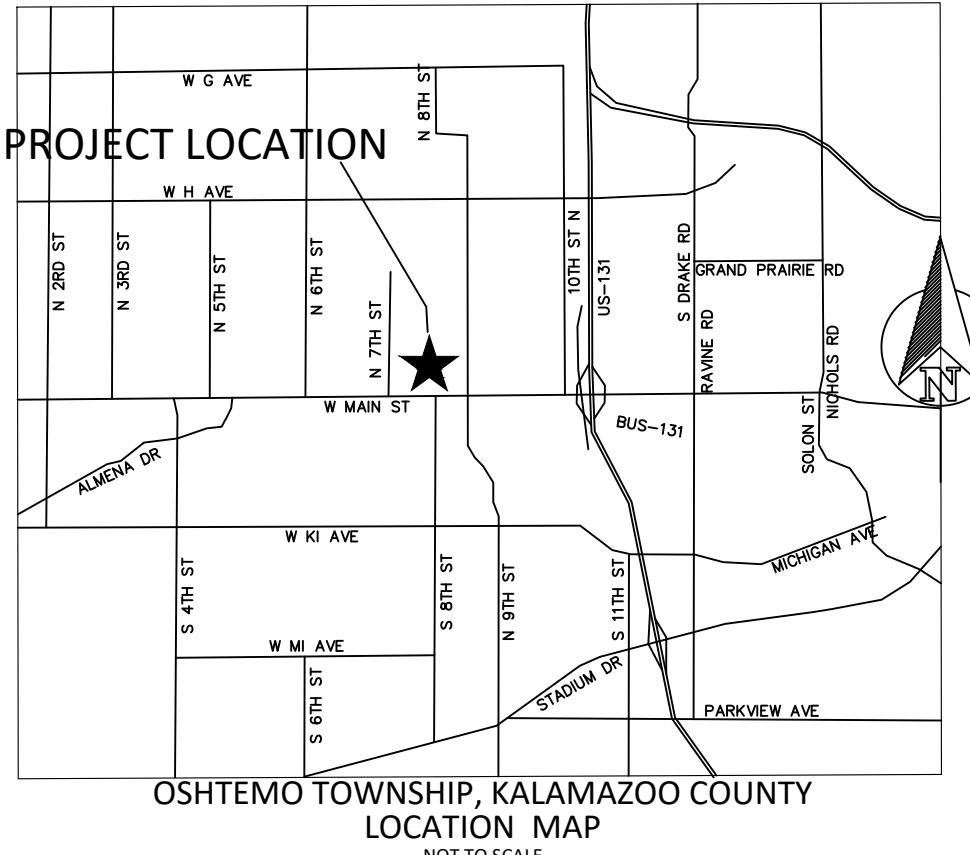 W G AVE
N 8TH ST
PROJECT LOCATION
W H AVE
N 2RD ST
N 3RD ST
N 5TH ST
N 6TH ST
N 7TH ST
10TH ST N
US-131
S DRAKE RD
GRAND PRAIRIE RD
RAVINE RD
NICHOLS RD
N
W MAIN ST
BUS-131
SOLON ST
ALMENA DR
W KI AVE
MICHIGAN AVE
S 4TH ST
S 8TH ST
N 9TH ST
S 11TH ST
W MI AVE
S 6TH ST
STADIUM DR
PARKVIEW AVE
OSHTEMO TOWNSHIP, KALAMAZOO COUNTY
LOCATION MAP
NOT TO SCALE